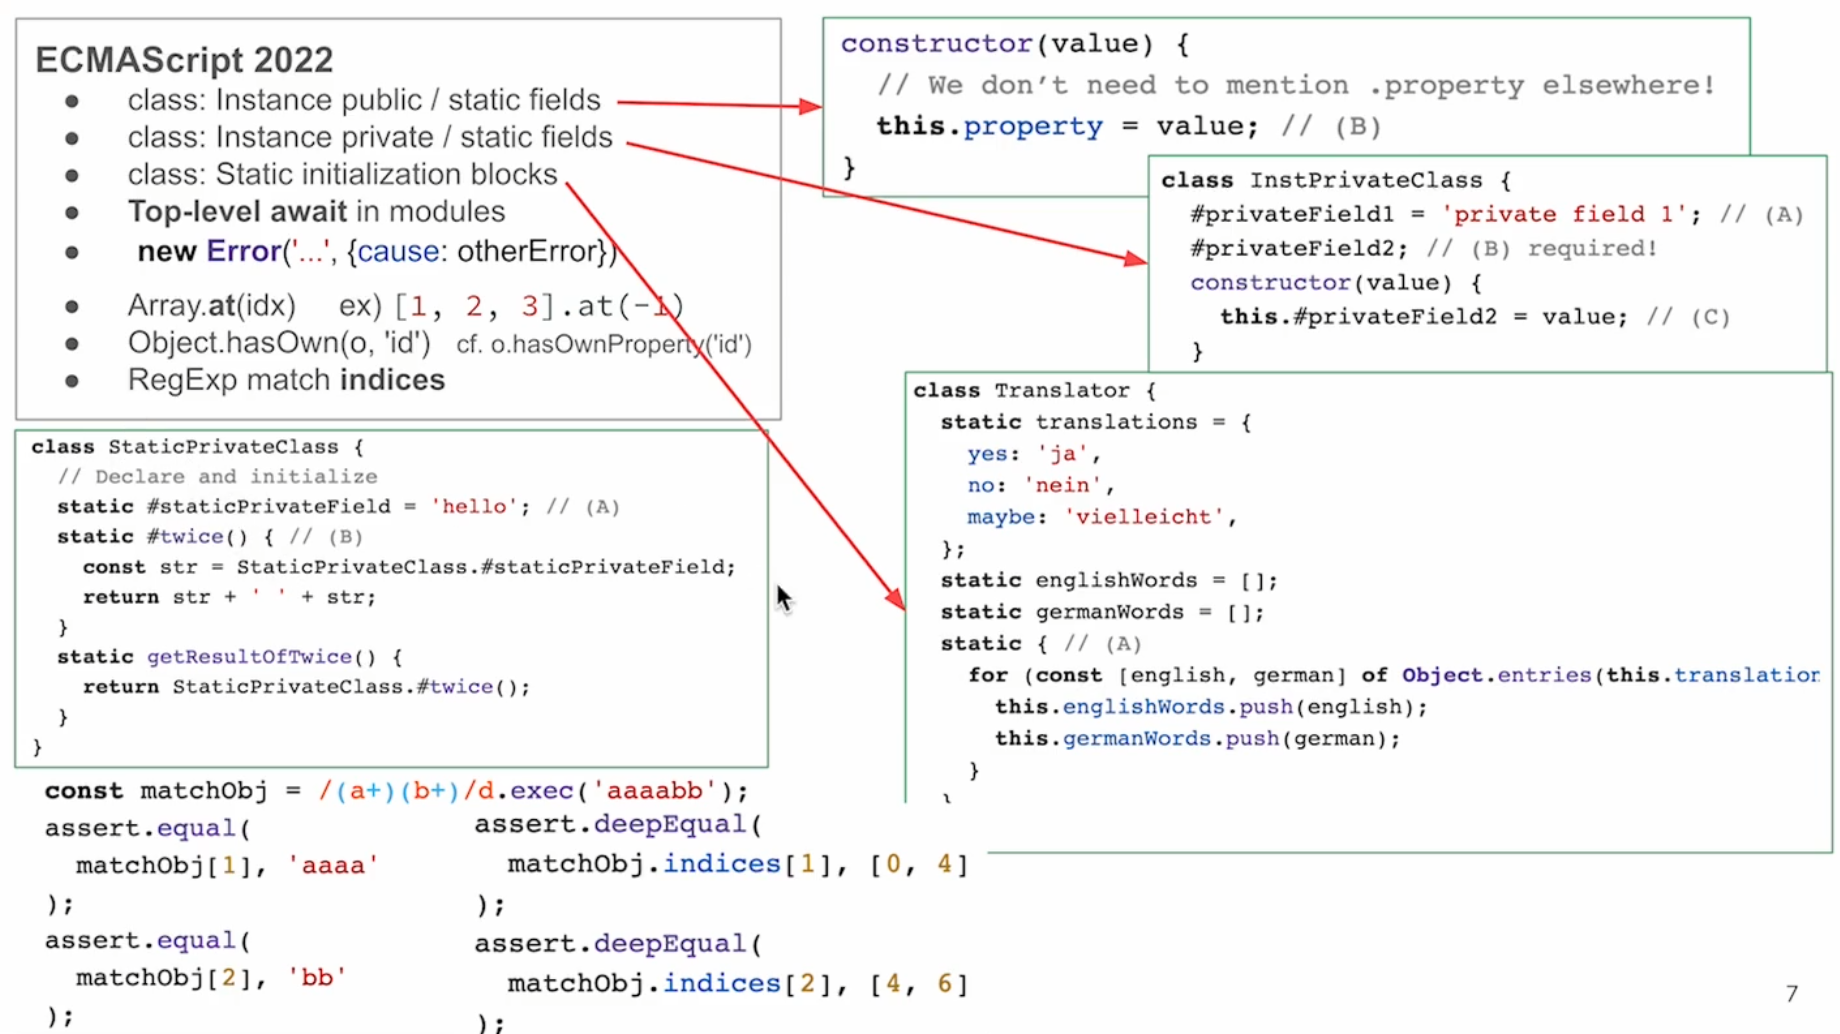 ECMAScript 2022
● class: Instance public / static fields
● class: Instance private / static fields
● class: Static initialization blocks
● Top-level await in modules
● new Error('...', {cause: otherError})
● Array.at(idx) ex) [1, 2, 3].at(-1)
● Object.hasOwn(o, 'id') cf. o.hasOwnProperty('id')
● RegExp match indices
constructor(value) {
// We don't need to mention .property elsewhere!
this.property = value; // (B)
}
class InstPrivateClass {
#privateField1 = 'private field 1'; // (A)
#privateField2; // (B) required!
constructor(value) {
this.#privateField2 = value; // (C)
}
class StaticPrivateClass {
// Declare and initialize
static #staticPrivateField = 'hello'; // (A)
static #twice() { // (B)
const str = StaticPrivateClass.#staticPrivateField;
return str + ' ' + str;
}
static getResultOfTwice() {
return StaticPrivateClass.#twice();
}
}
class Translator {
static translations = {
yes: 'ja',
no: 'nein',
maybe: 'vielleicht',
};
static englishWords = [];
static germanWords = [];
static { // (A)
for (const [english, german] of Object.entries(this.translation
this.englishWords.push(english);
this.germanWords.push(german);
}
const matchObj = /(a+)(b+)/d.exec('aaaabb');
assert.equal(
matchObj[1], 'aaaa'
);
assert.equal(
matchObj[2], 'bb'
);
assert.deepEqual(
matchObj.indices[1], [0, 4]
);
assert.deepEqual(
matchObj.indices[2], [4, 6]
);
7